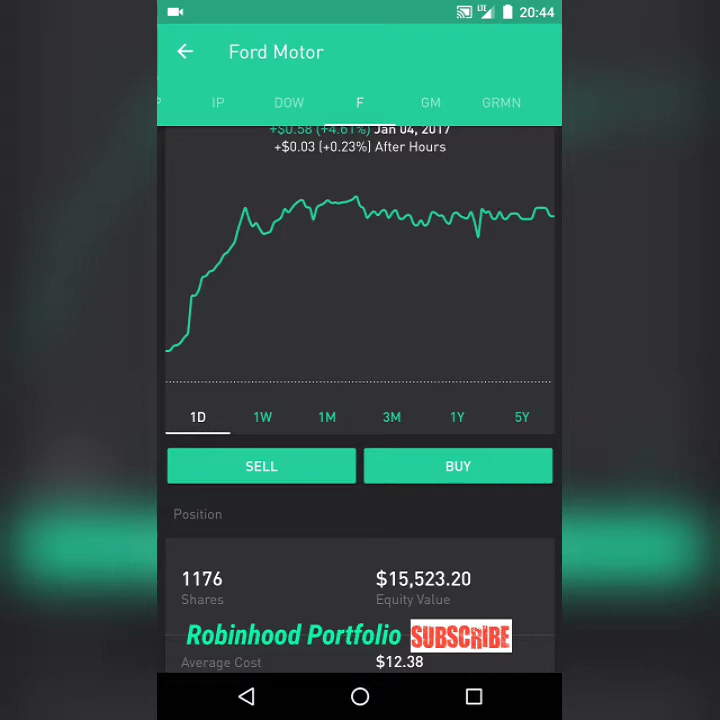 LTE 20:44
Ford Motor
IP DOW F GM GRMN
+$0.58 (+4.61%) Jan 04, 2017
+$0.03 (+0.23%) After Hours
1D 1W 1M 3M 1Y 5Y
SELL BUY
Position
1176 $15,523.20
Shares Equity Value
Robinhood Portfolio SUBSCRIBE
Average Cost $12.38